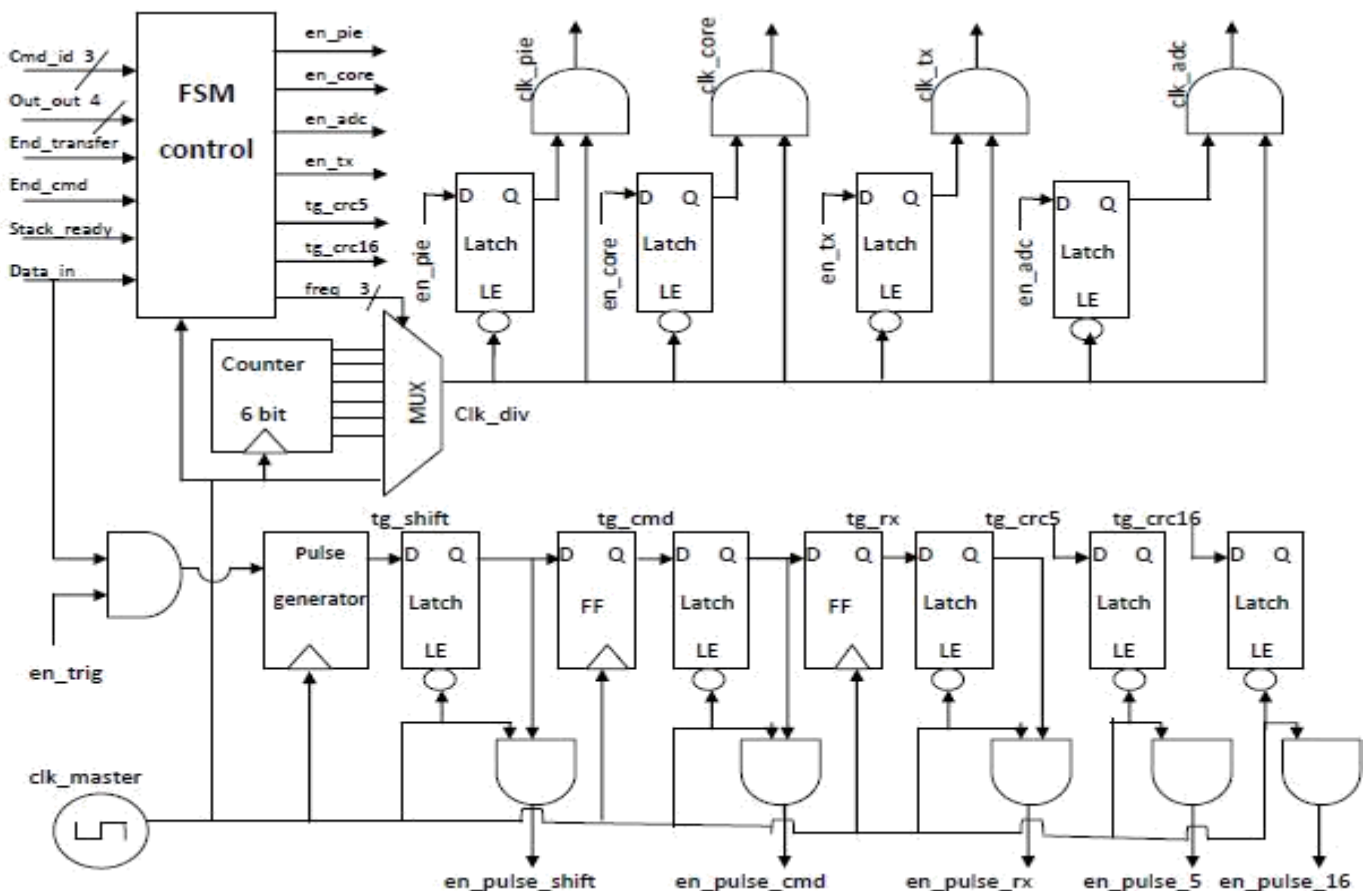 Cmd_id 3
Out_out 4
End_transfer
End_cmd
Stack_ready
Data_in
FSM
control
en_pie
en_core
en_adc
en_tx
tg_crc5
tg_crc16
freq 3
clk_pie
clk_core
clk_tx
clk_adc
en_pie
D Q
Latch
LE
en_core
D Q
Latch
LE
en_tx
D Q
Latch
LE
en_adc
D Q
Latch
LE
Counter
6 bit
MUX
Clk_div
en_trig
Pulse
generator
tg_shift
D Q
Latch
LE
D Q
FF
tg_cmd
D Q
Latch
LE
D Q
FF
tg_rx
D Q
Latch
LE
tg_crc5
D Q
Latch
LE
tg_crc16
D Q
Latch
LE
clk_master
en_pulse_shift
en_pulse_cmd
en_pulse_rx
en_pulse_5
en_pulse_16